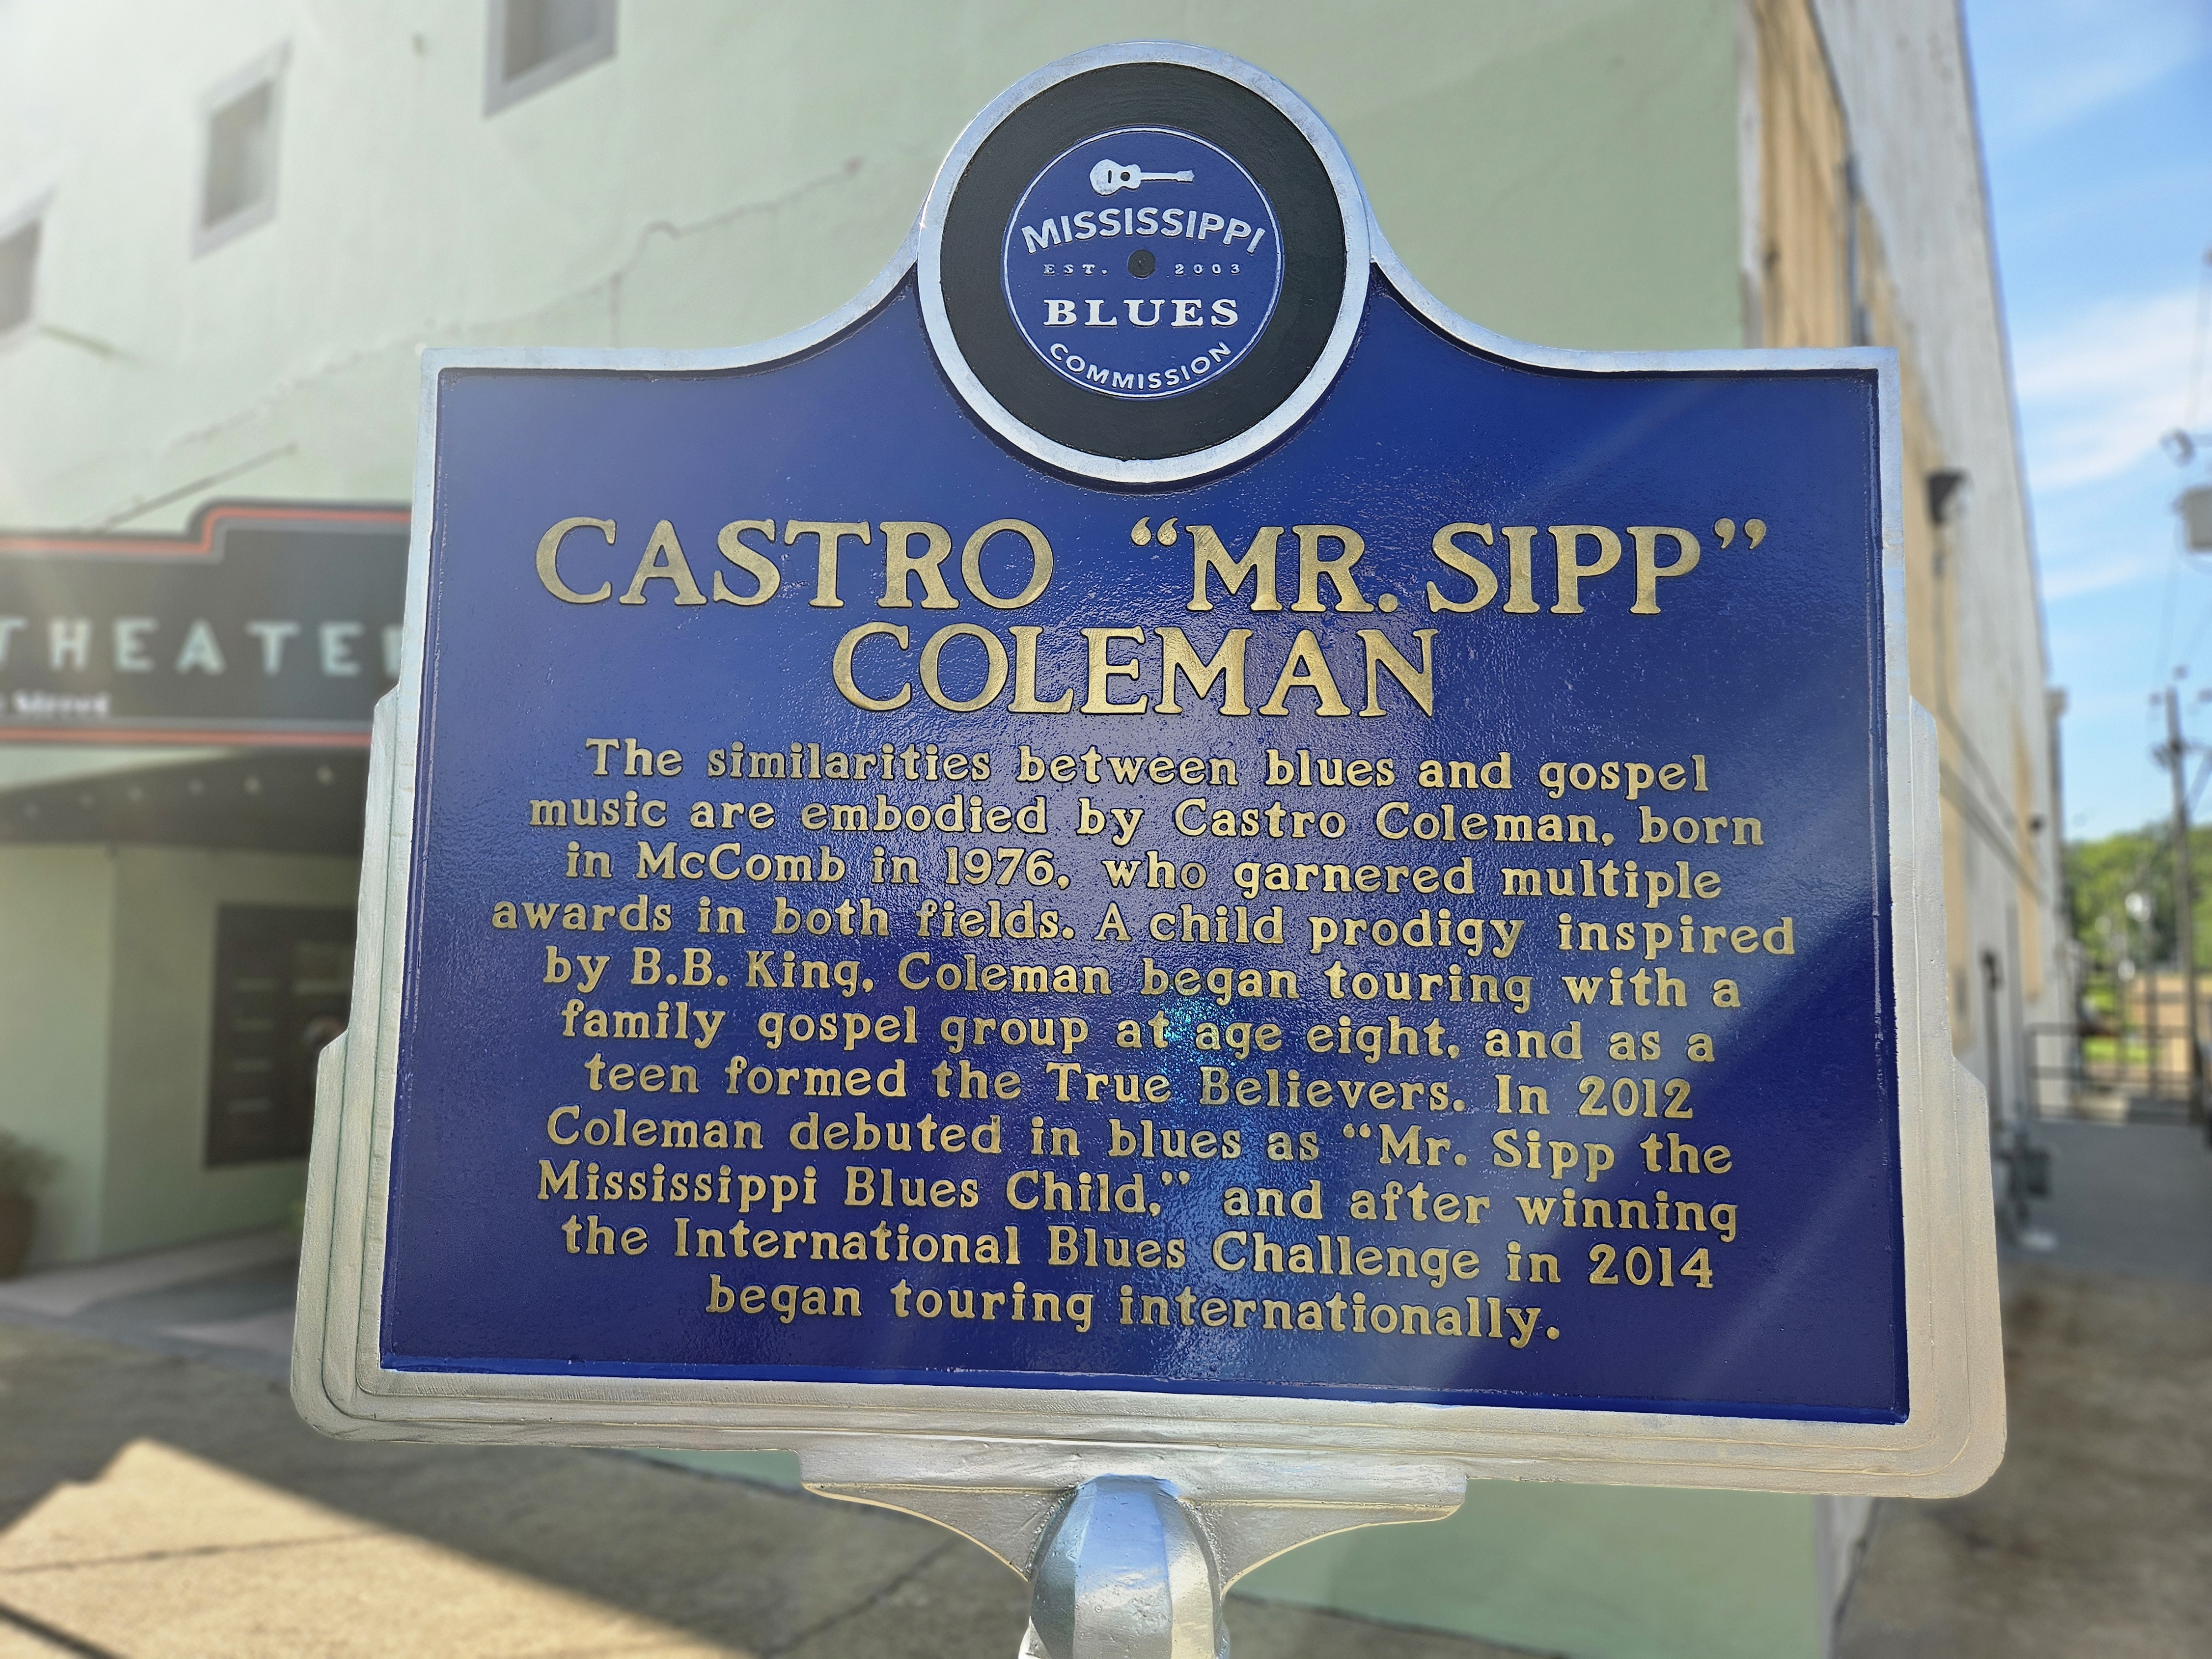 MISSISSIPPI
EST. 2003
BLUES
COMMISSION
CASTRO “MR. SIPP”
COLEMAN
The similarities between blues and gospel
music are embodied by Castro Coleman, born
in McComb in 1976, who garnered multiple
awards in both fields. A child prodigy inspired
by B.B. King, Coleman began touring with a
family gospel group at age eight, and as a
teen formed the True Believers. In 2012
Coleman debuted in blues as “Mr. Sipp the
Mississippi Blues Child,” and after winning
the International Blues Challenge in 2014
began touring internationally.
THEATE
Street